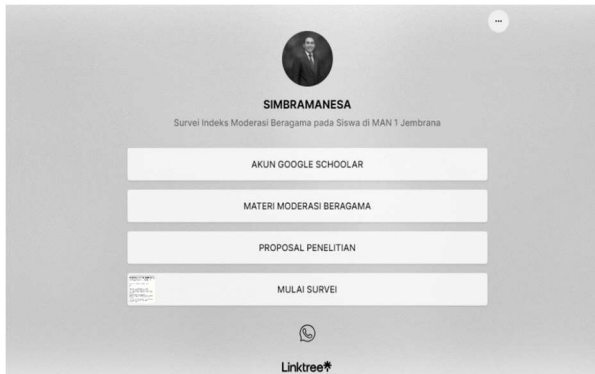 SIMBRAMANESA
Survei Indeks Moderasi Beragama pada Siswa di MAN 1 Jembrana
AKUN GOOGLE SCHOOLAR
MATERI MODERASI BERAGAMA
PROPOSAL PENELITIAN
MULAI SURVEI
Linktree